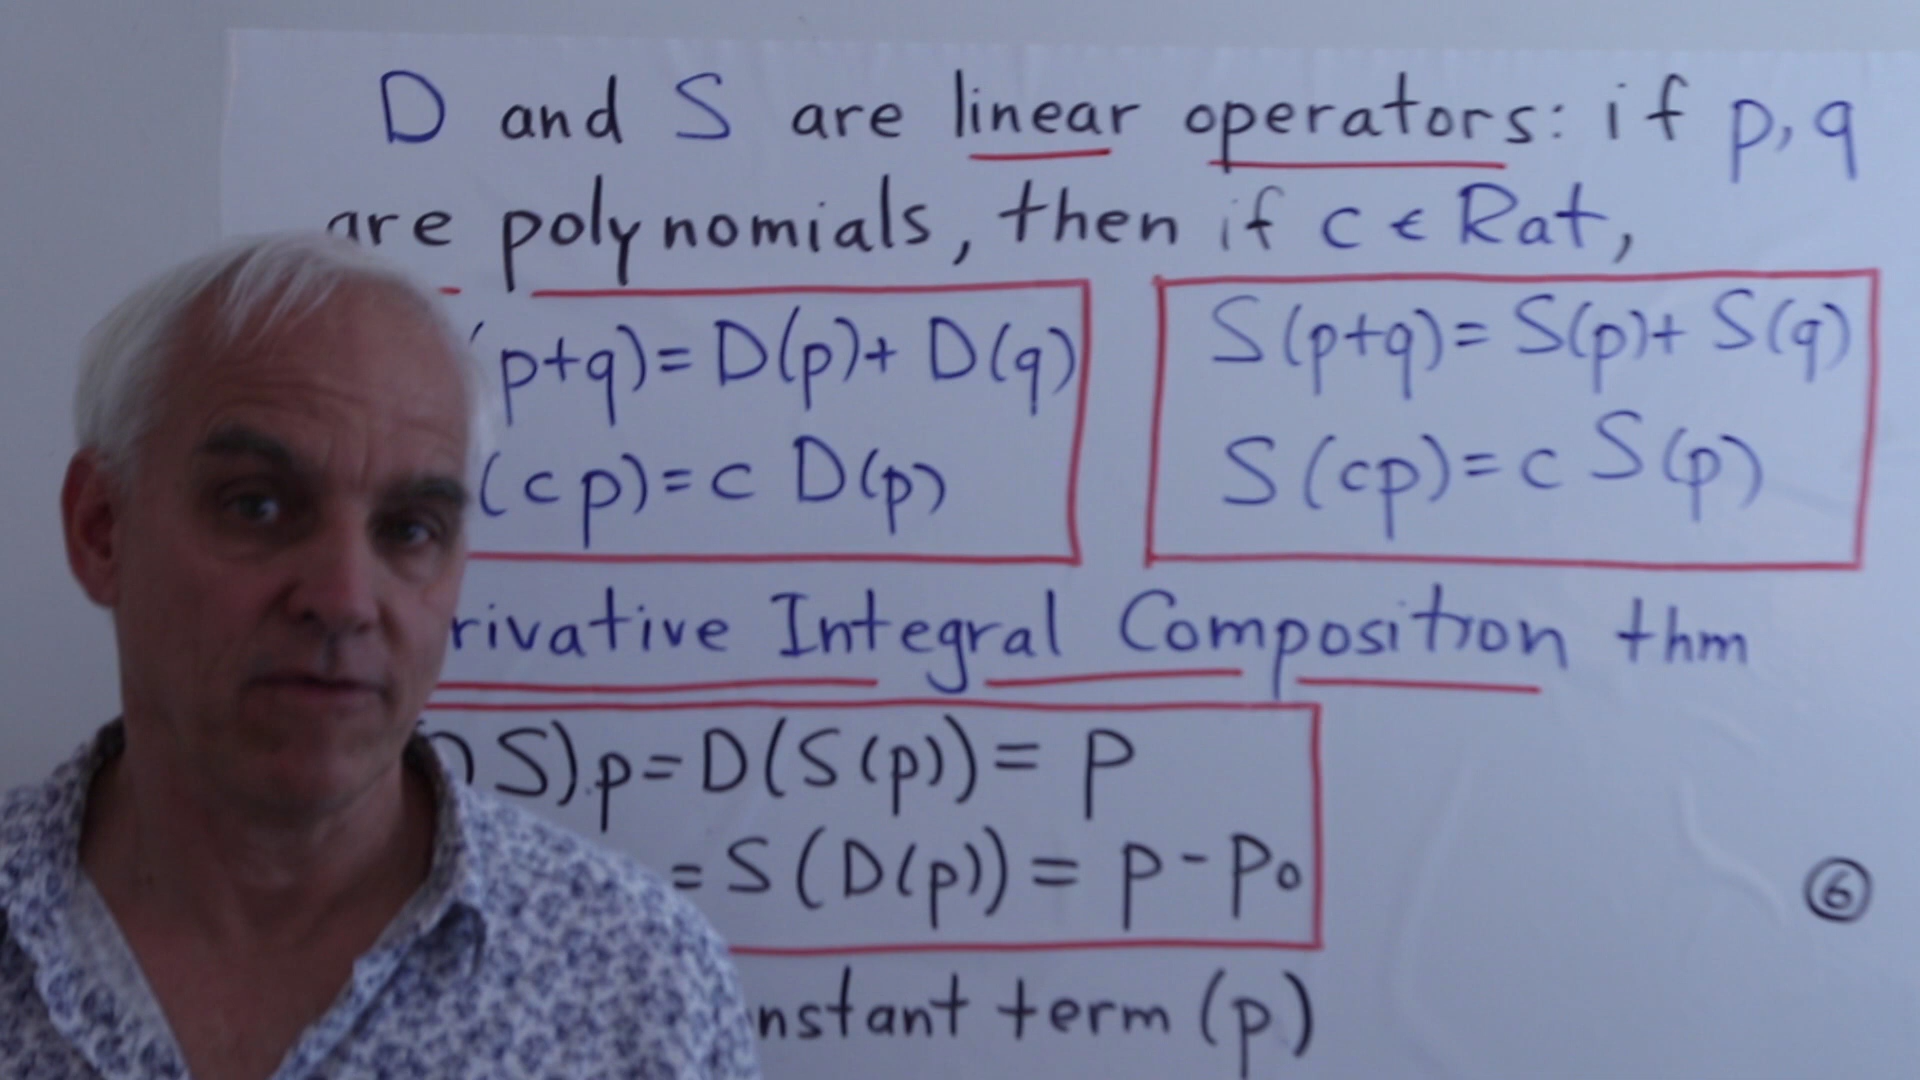 D and S are linear operators: if p, q
are polynomials, then if c ∈ Rat,
(p+q) = D(p) + D(q)
(cp) = c D(p)
S(p+q) = S(p) + S(q)
S(cp) = c S(p)
rivative Integral Composition thm
S)p = D(S(p)) = p
= S(D(p)) = p - p₀
nstant term (p)
6